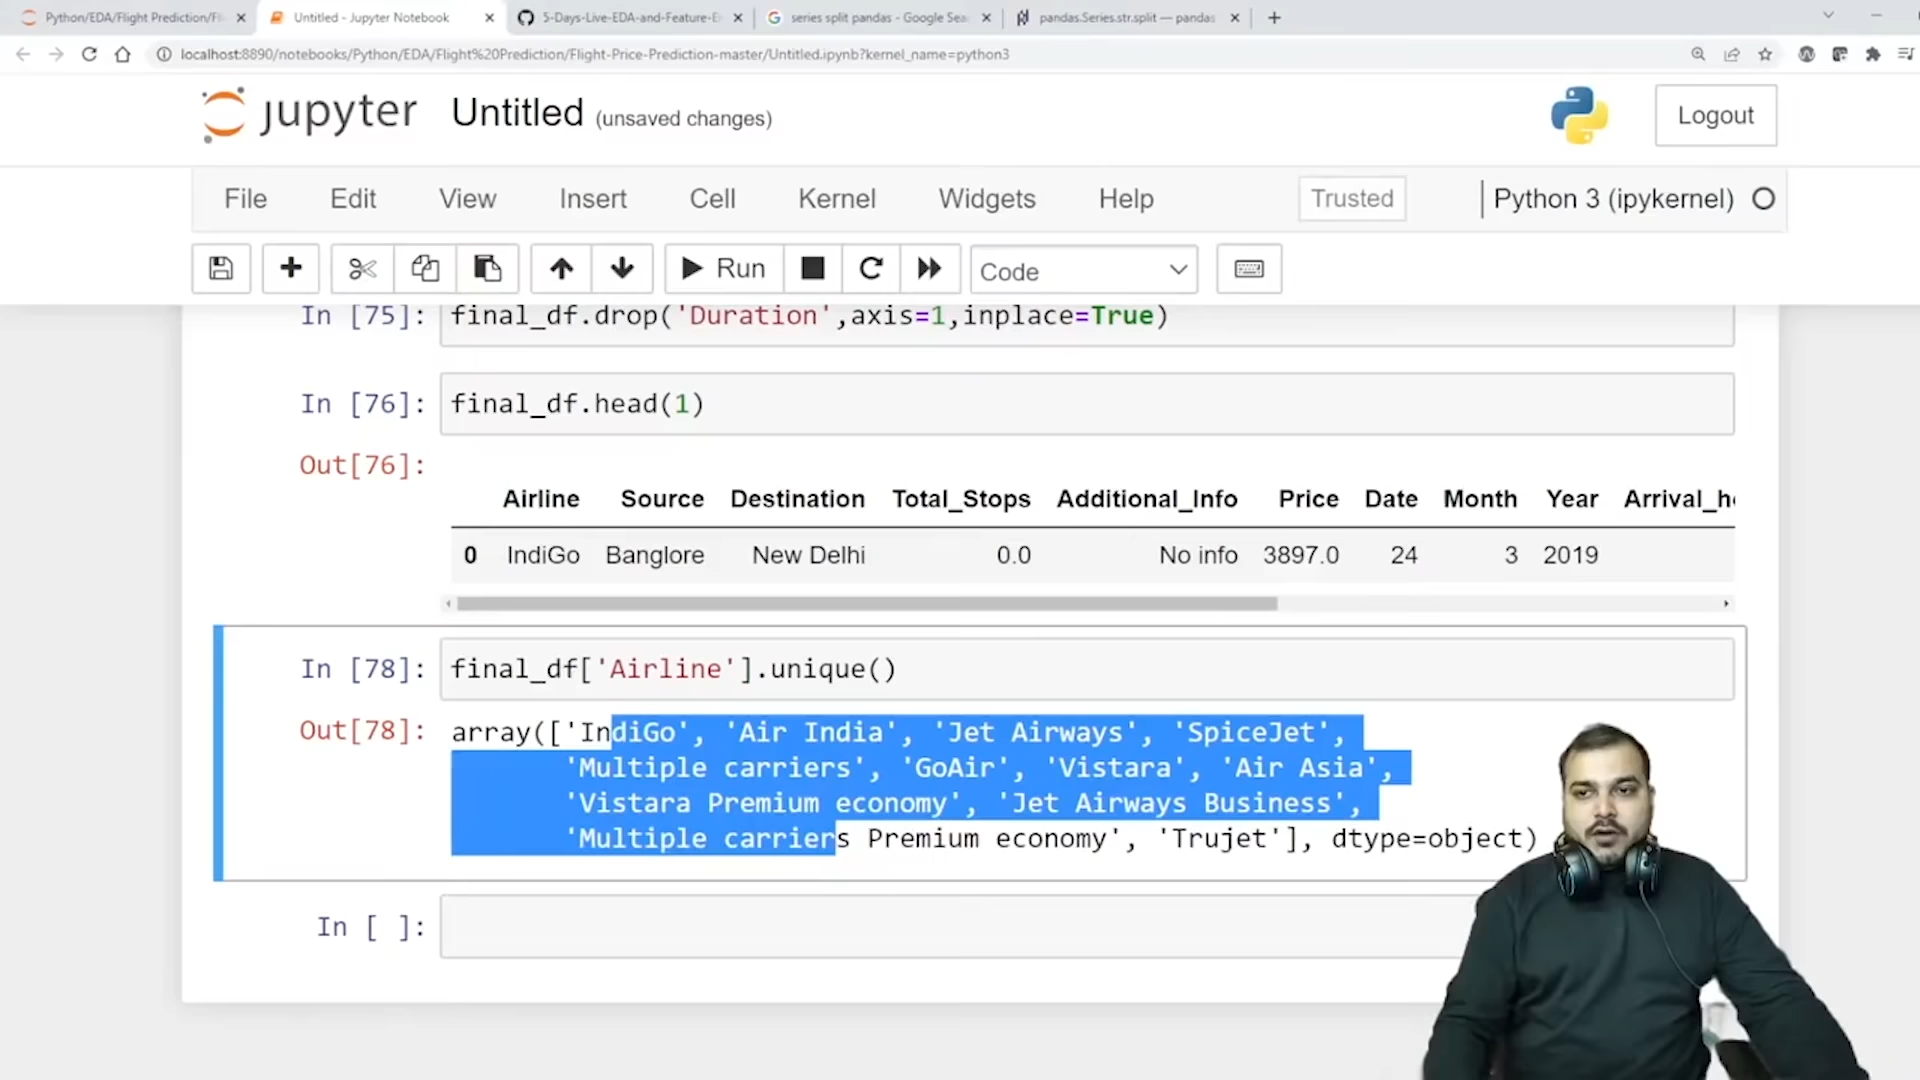 Python/EDA/Flight Prediction/Fl
Untitled - Jupyter Notebook
5-Days-Live-EDA-and-Feature-E
series split pandas - Google Sea
pandas.Series.str.split — pandas
localhost:8890/notebooks/Python/EDA/Flight%20Prediction/Flight-Price-Prediction-master/Untitled.ipynb?kernel_name=python3
jupyter Untitled (unsaved changes)
Logout
File Edit View Insert Cell Kernel Widgets Help Trusted Python 3 (ipykernel)
Run Code
In [75]: final_df.drop('Duration',axis=1,inplace=True)
In [76]: final_df.head(1)
Out[76]:
Airline Source Destination Total_Stops Additional_Info Price Date Month Year Arrival_h
0 IndiGo Banglore New Delhi 0.0 No info 3897.0 24 3 2019
In [78]: final_df['Airline'].unique()
Out[78]: array(['IndiGo', 'Air India', 'Jet Airways', 'SpiceJet',
'Multiple carriers', 'GoAir', 'Vistara', 'Air Asia',
'Vistara Premium economy', 'Jet Airways Business',
'Multiple carriers Premium economy', 'Trujet'], dtype=object)
In [ ]: